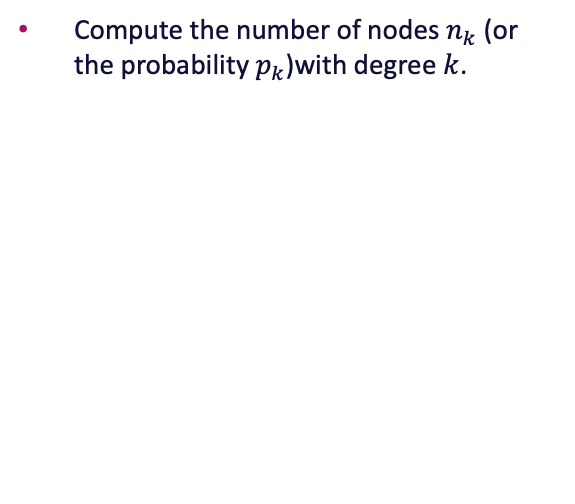 • Compute the number of nodes nₖ (or
the probability pₖ)with degree k.